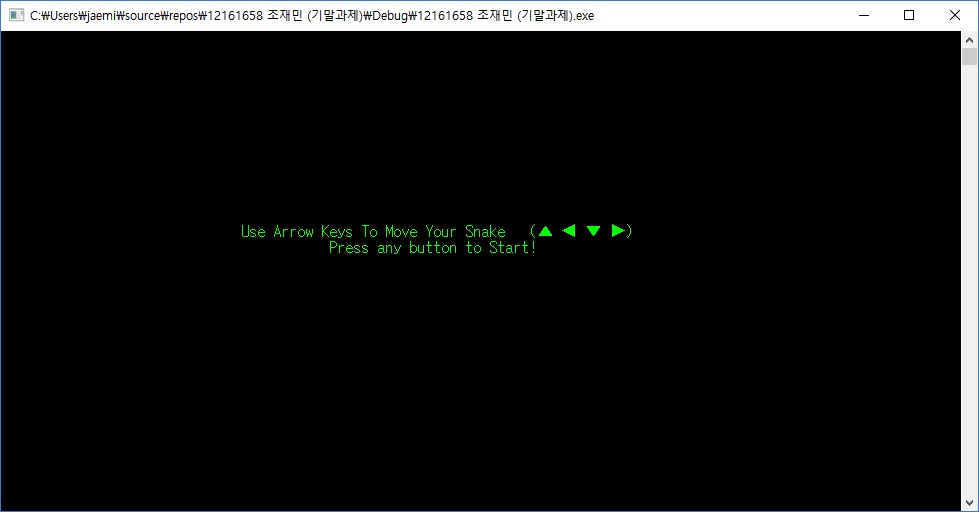 C:₩Users₩jaemi₩source₩repos₩12161658 조재민 (기말과제)₩Debug₩12161658 조재민 (기말과제).exe
Use Arrow Keys To Move Your Snake (▲ ◀ ▼ ▶)
Press any button to Start!